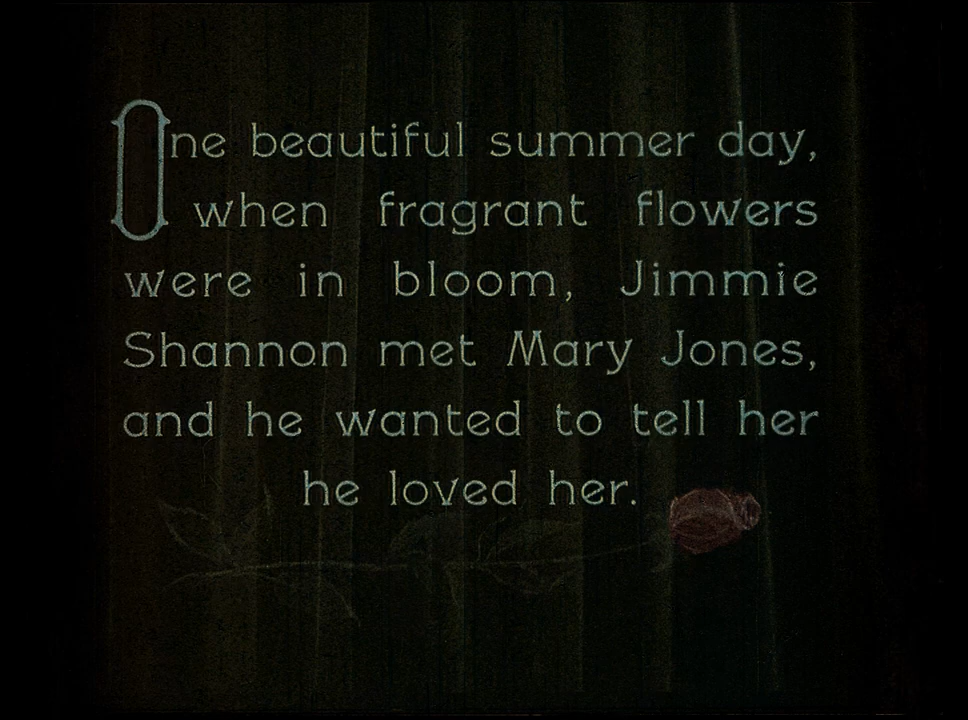 One beautiful summer day,
when fragrant flowers
were in bloom, Jimmie
Shannon met Mary Jones,
and he wanted to tell her
he loved her.